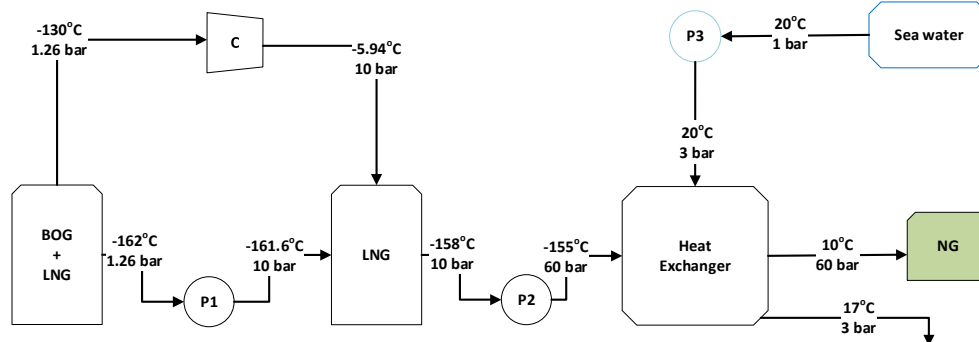 -130°C
1.26 bar
C
-5.94°C
10 bar
P3
20°C
1 bar
Sea water
20°C
3 bar
BOG
+
LNG
-162°C
1.26 bar
P1
-161.6°C
10 bar
LNG
-158°C
10 bar
P2
-155°C
60 bar
Heat
Exchanger
10°C
60 bar
NG
17°C
3 bar